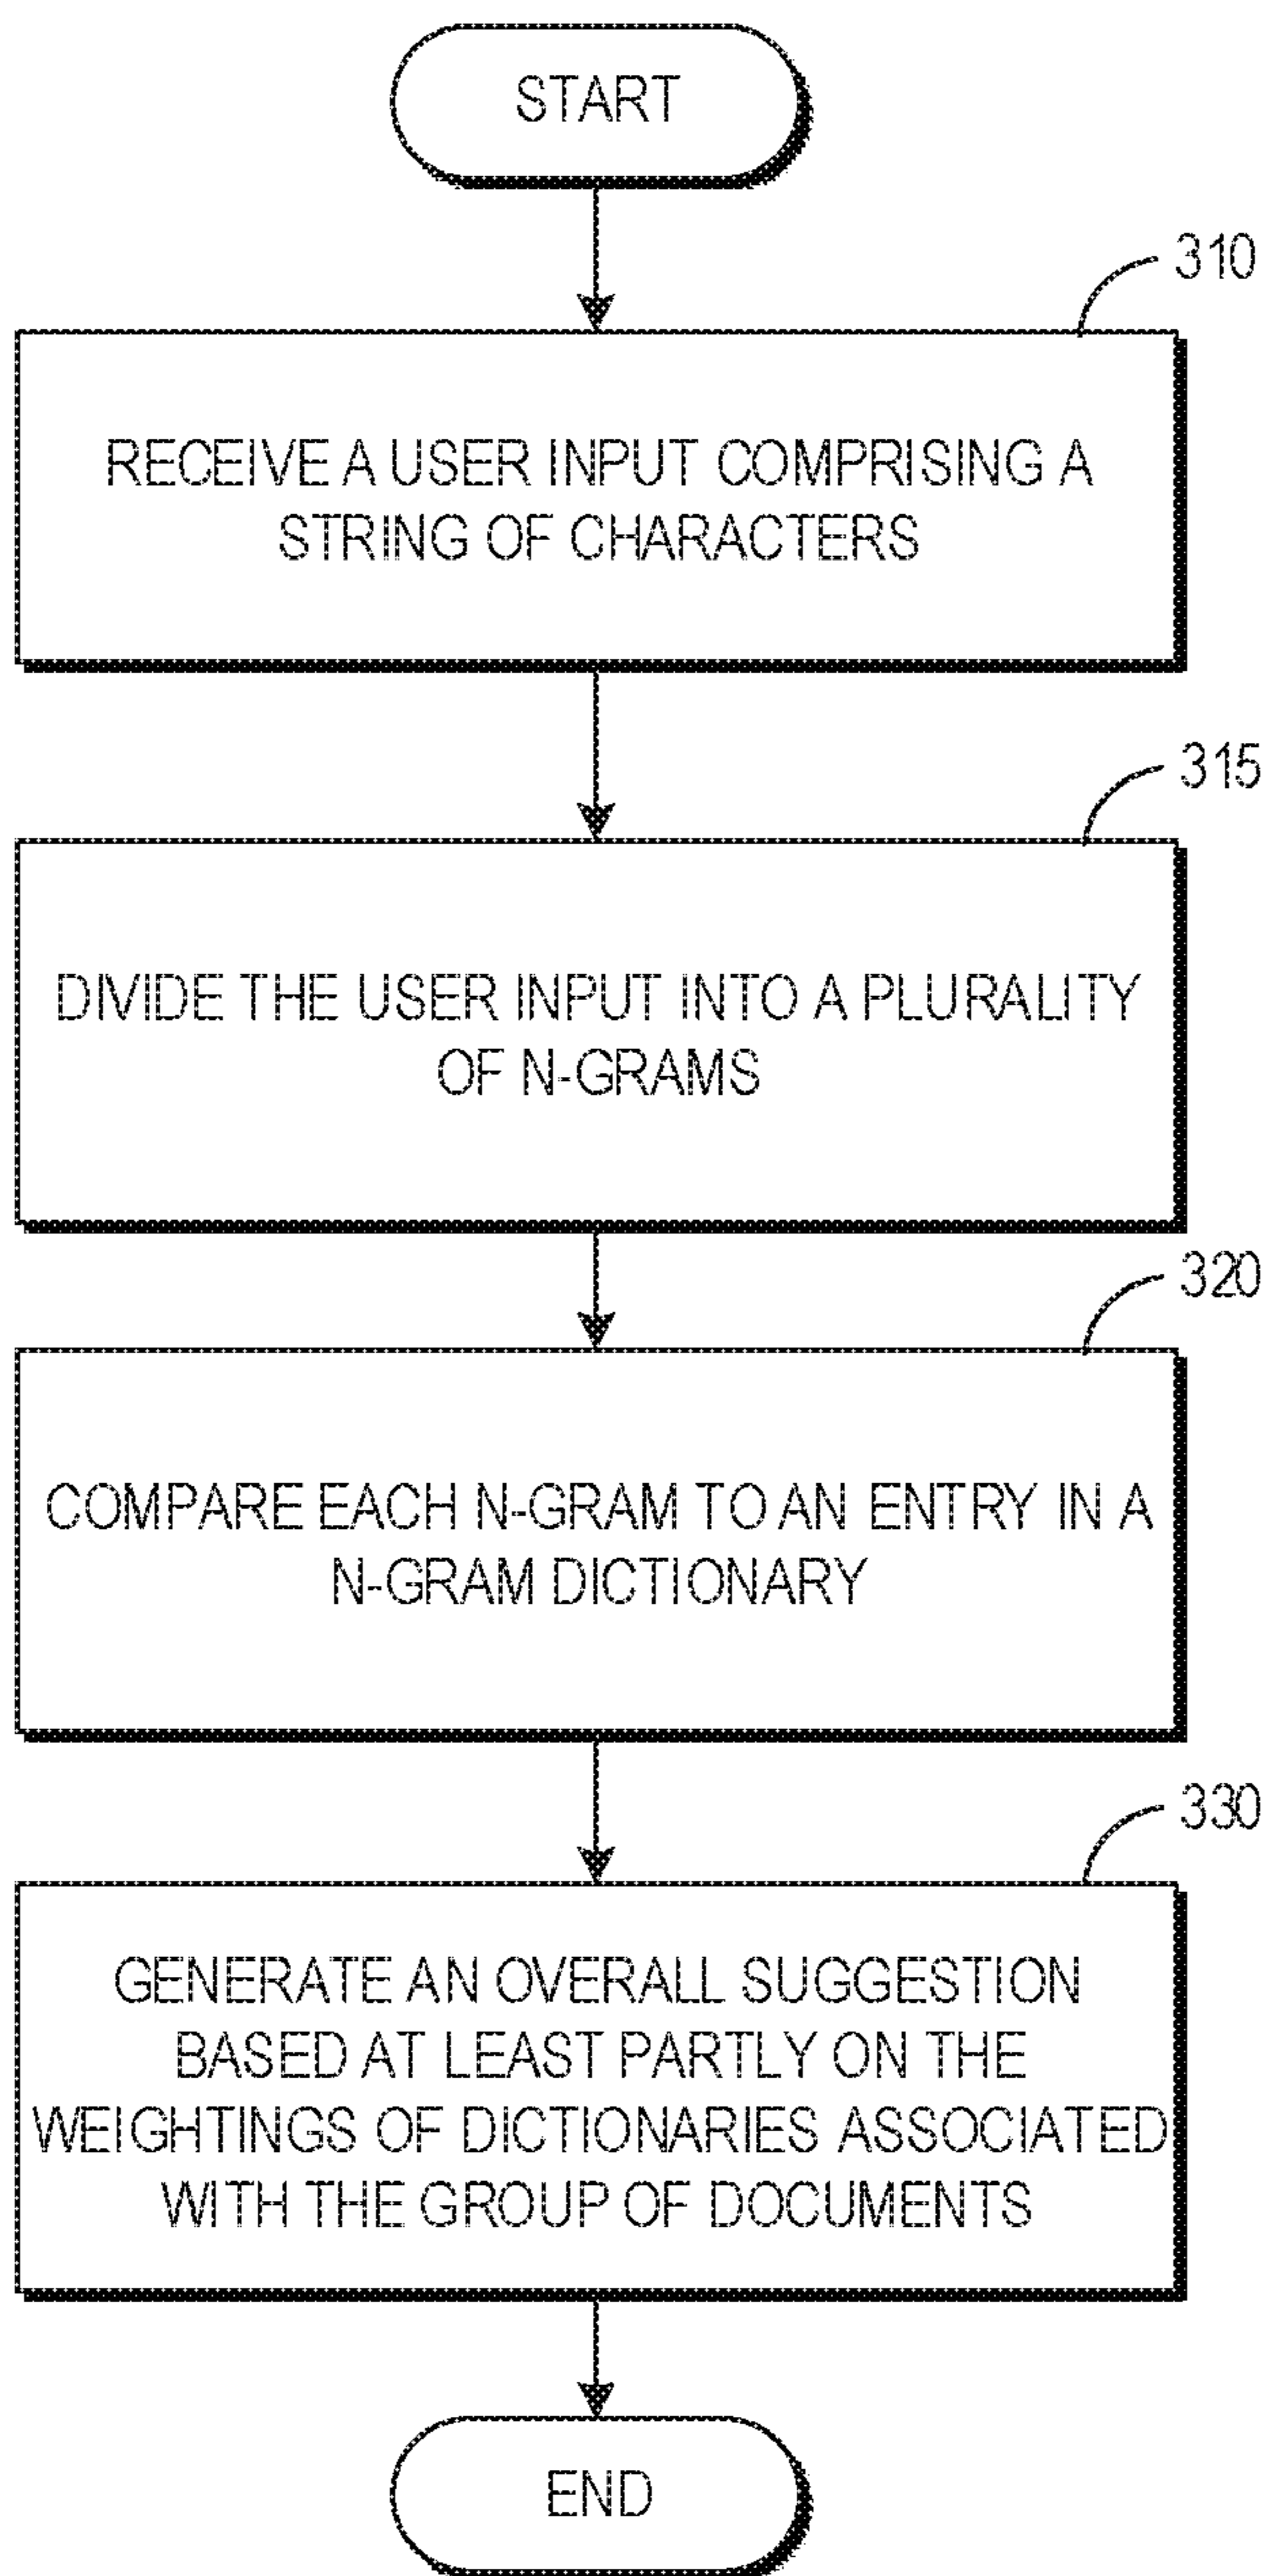 START
310
RECEIVE A USER INPUT COMPRISING A
STRING OF CHARACTERS
315
DIVIDE THE USER INPUT INTO A PLURALITY
OF N-GRAMS
320
COMPARE EACH N-GRAM TO AN ENTRY IN A
N-GRAM DICTIONARY
330
GENERATE AN OVERALL SUGGESTION
BASED AT LEAST PARTLY ON THE
WEIGHTINGS OF DICTIONARIES ASSOCIATED
WITH THE GROUP OF DOCUMENTS
END